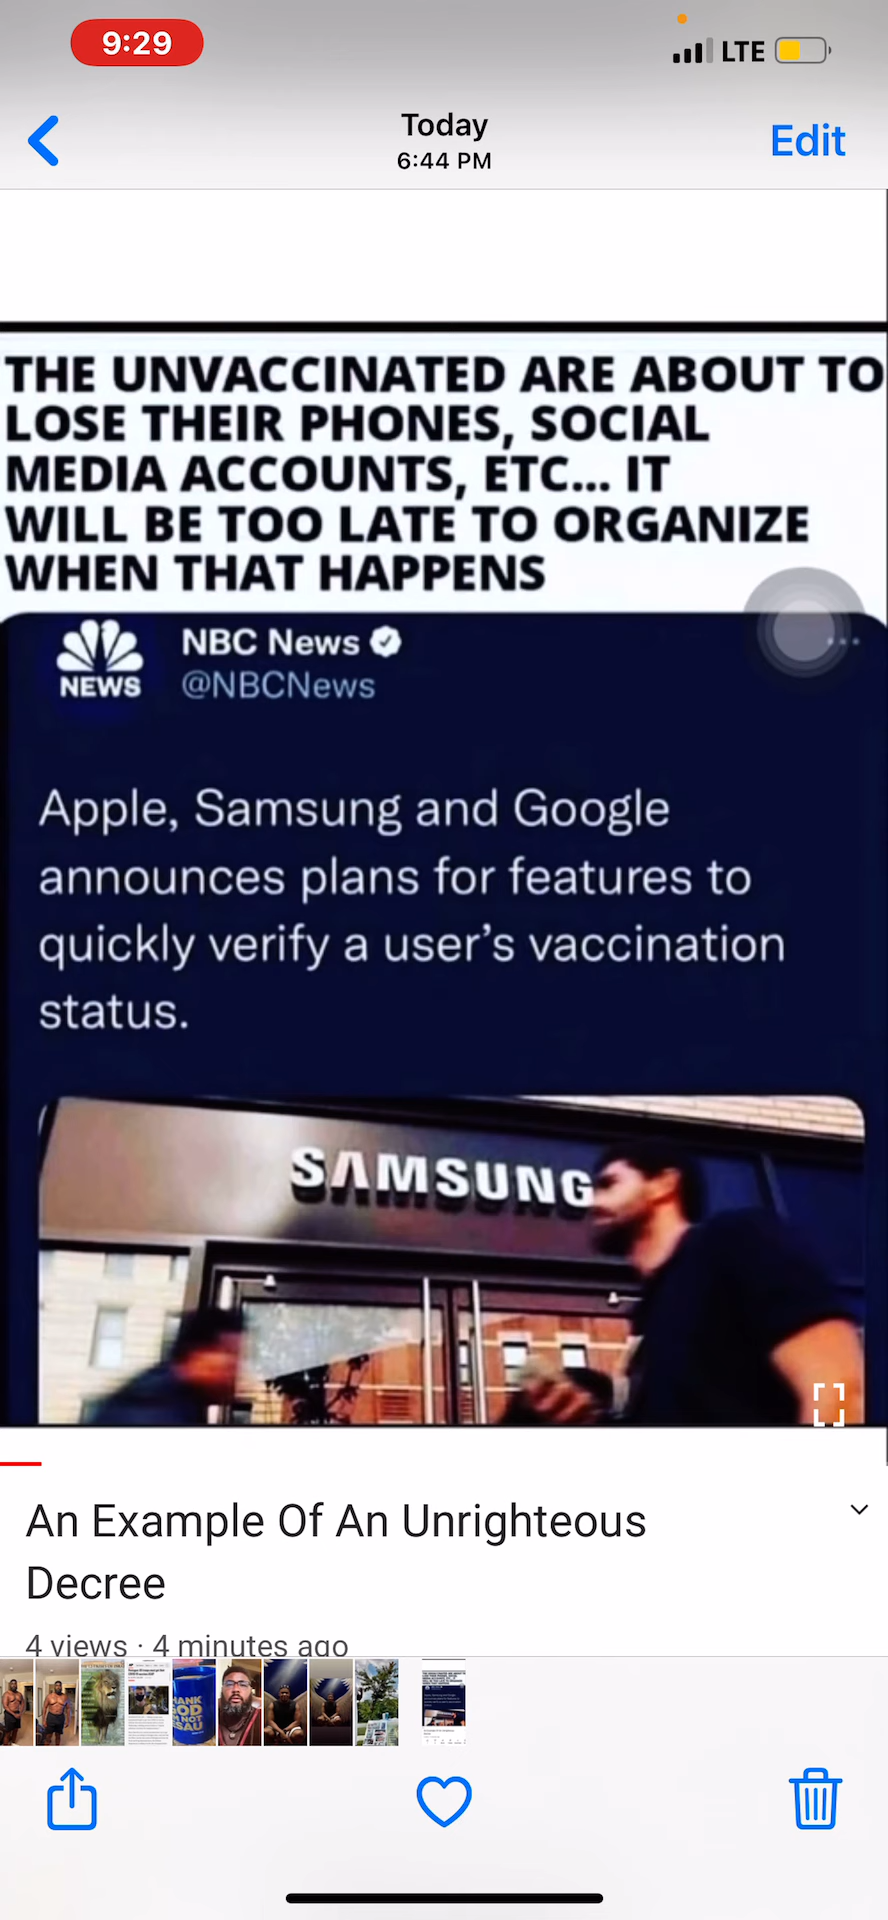 9:29
LTE
Today
6:44 PM
Edit
THE UNVACCINATED ARE ABOUT TO
LOSE THEIR PHONES, SOCIAL
MEDIA ACCOUNTS, ETC... IT
WILL BE TOO LATE TO ORGANIZE
WHEN THAT HAPPENS
NEWS
NBC News
@NBCNews
Apple, Samsung and Google
announces plans for features to
quickly verify a user's vaccination
status.
SAMSUNG
An Example Of An Unrighteous
Decree
4 views · 4 minutes ago